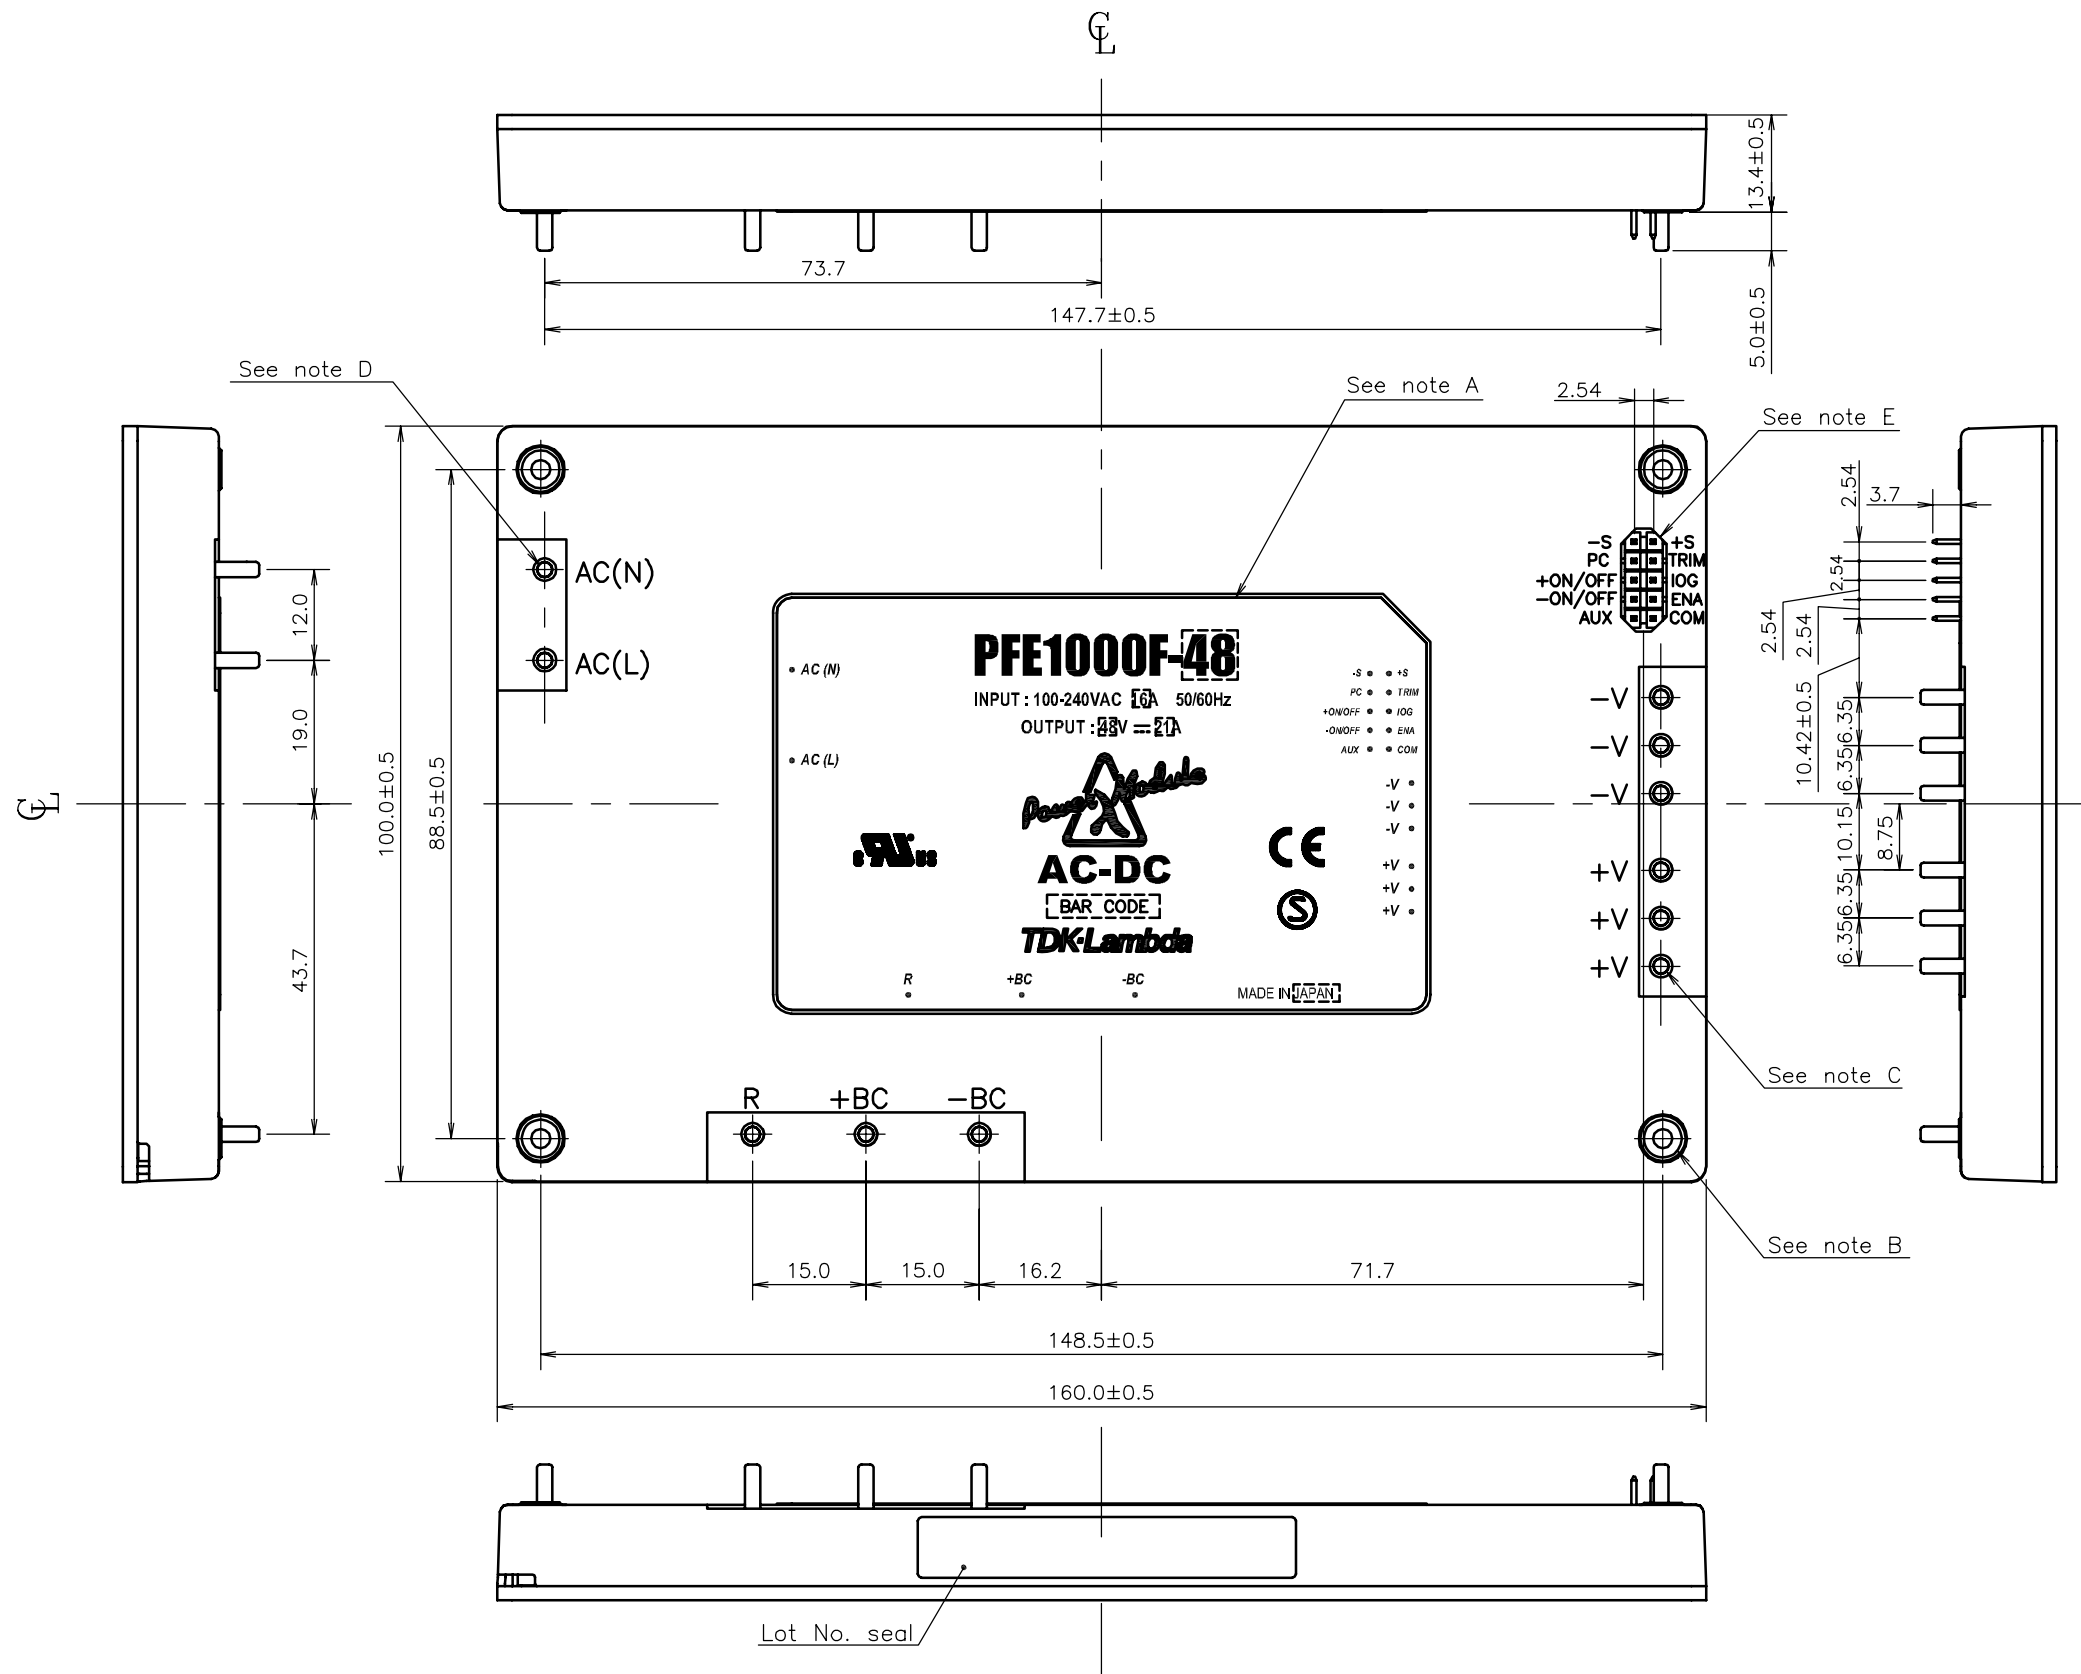 CL
13.4±0.5
73.7
147.7±0.5
5.0±0.5
See note D
See note A
2.54
See note E
2.54
3.7
-S +S
PC TRIM
+ON/OFF IOG
-ON/OFF ENA
AUX COM
2.54
2.54
2.54
10.42±0.5
AC(N)
AC(L)
12.0
19.0
43.7
CL
100.0±0.5
88.5±0.5
PFE1000F-48
INPUT : 100-240VAC 16A 50/60Hz
OUTPUT : 48V 21A
AC (N)
AC (L)
-S +S
PC TRIM
+ON/OFF IOG
-ON/OFF ENA
AUX COM
-V
-V
-V
+V
+V
+V
Power Module
AC-DC
BAR CODE
TDK-Lambda
C UL US
CE
S
R +BC -BC
MADE IN JAPAN
-V
-V
-V
+V
+V
+V
6.35
6.35
10.15
8.75
6.35
6.35
R +BC -BC
See note C
See note B
15.0 15.0 16.2 71.7
148.5±0.5
160.0±0.5
Lot No. seal